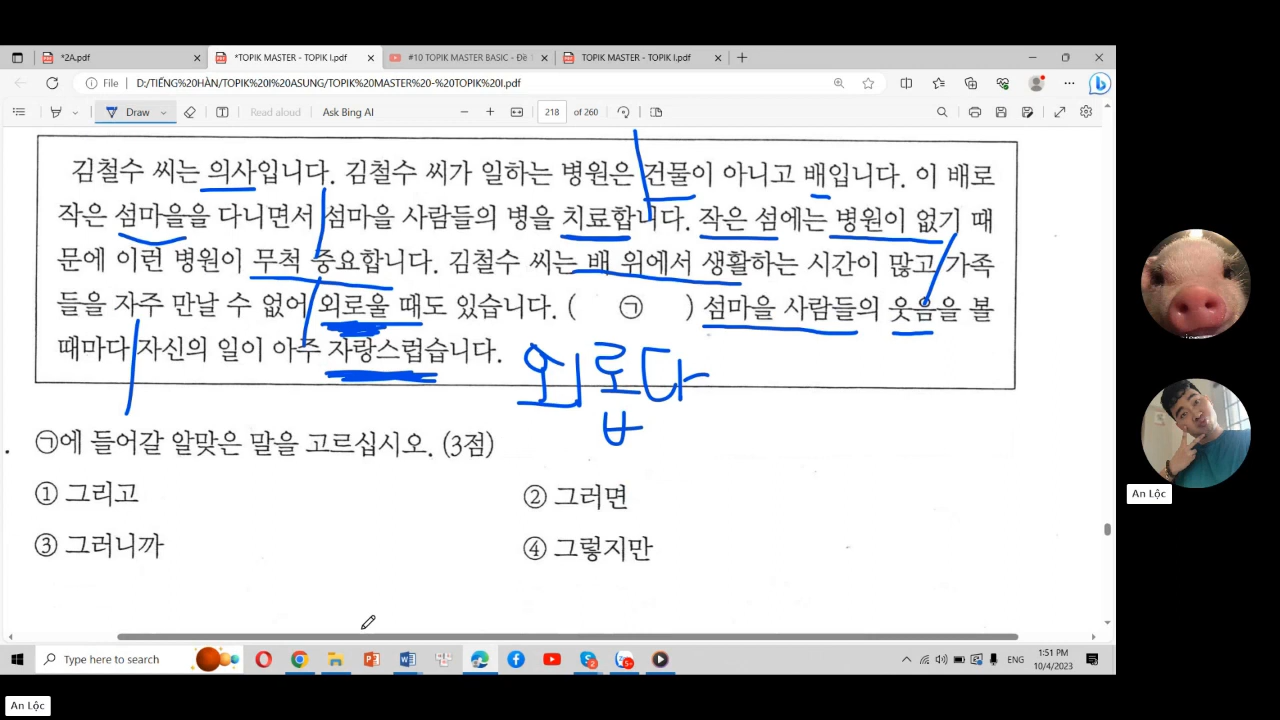 *2A.pdf
*TOPIK MASTER - TOPIK I.pdf
#10 TOPIK MASTER BASIC - Đề 1
TOPIK MASTER - TOPIK I.pdf
File
D:/TIẾNG%20HÀN/TOPIK%20I%20ASUNG/TOPIK%20MASTER%20-%20TOPIK%20I.pdf
Draw
Read aloud
Ask Bing AI
218 of 260
김철수 씨는 의사입니다. 김철수 씨가 일하는 병원은 건물이 아니고 배입니다. 이 배로
작은 섬마을을 다니면서 섬마을 사람들의 병을 치료합니다. 작은 섬에는 병원이 없기 때
문에 이런 병원이 무척 중요합니다. 김철수 씨는 배 위에서 생활하는 시간이 많고 가족
들을 자주 만날 수 없어 외로울 때도 있습니다. ( ㉠ ) 섬마을 사람들의 웃음을 볼
때마다 자신의 일이 아주 자랑스럽습니다.
외로다
ㅂ
. ㉠에 들어갈 알맞은 말을 고르십시오. (3점)
① 그리고
② 그러면
③ 그러니까
④ 그렇지만
Type here to search
ENG
1:51 PM
10/4/2023
An Lộc
An Lộc